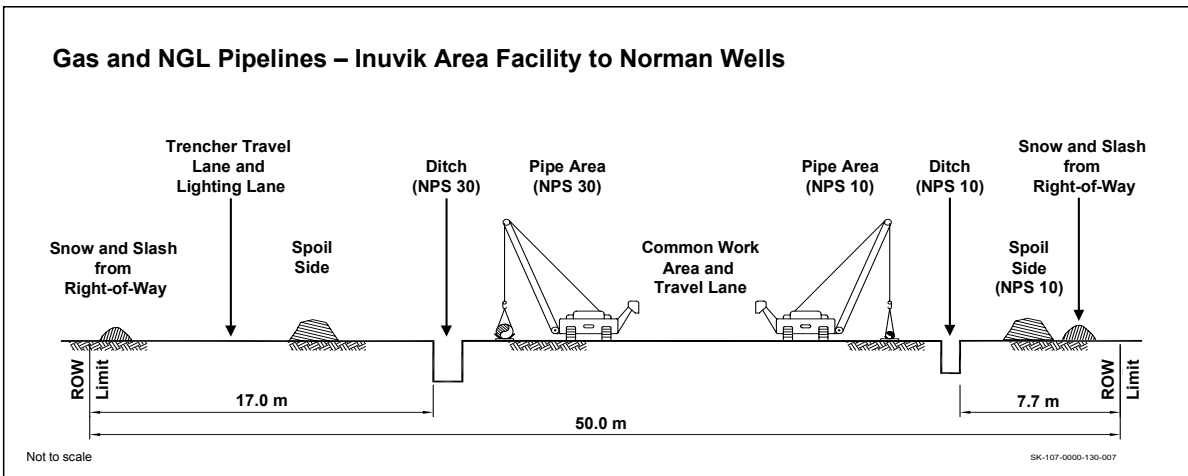 Gas and NGL Pipelines – Inuvik Area Facility to Norman Wells
Trencher Travel
Lane and
Lighting Lane
Ditch
(NPS 30)
Pipe Area
(NPS 30)
Pipe Area
(NPS 10)
Ditch
(NPS 10)
Snow and Slash
from
Right-of-Way
Snow and Slash
from
Right-of-Way
Spoil
Side
Common Work
Area and
Travel Lane
Spoil
Side
(NPS 10)
ROW
Limit
ROW
Limit
17.0 m
7.7 m
50.0 m
Not to scale
SK-107-0000-130-007